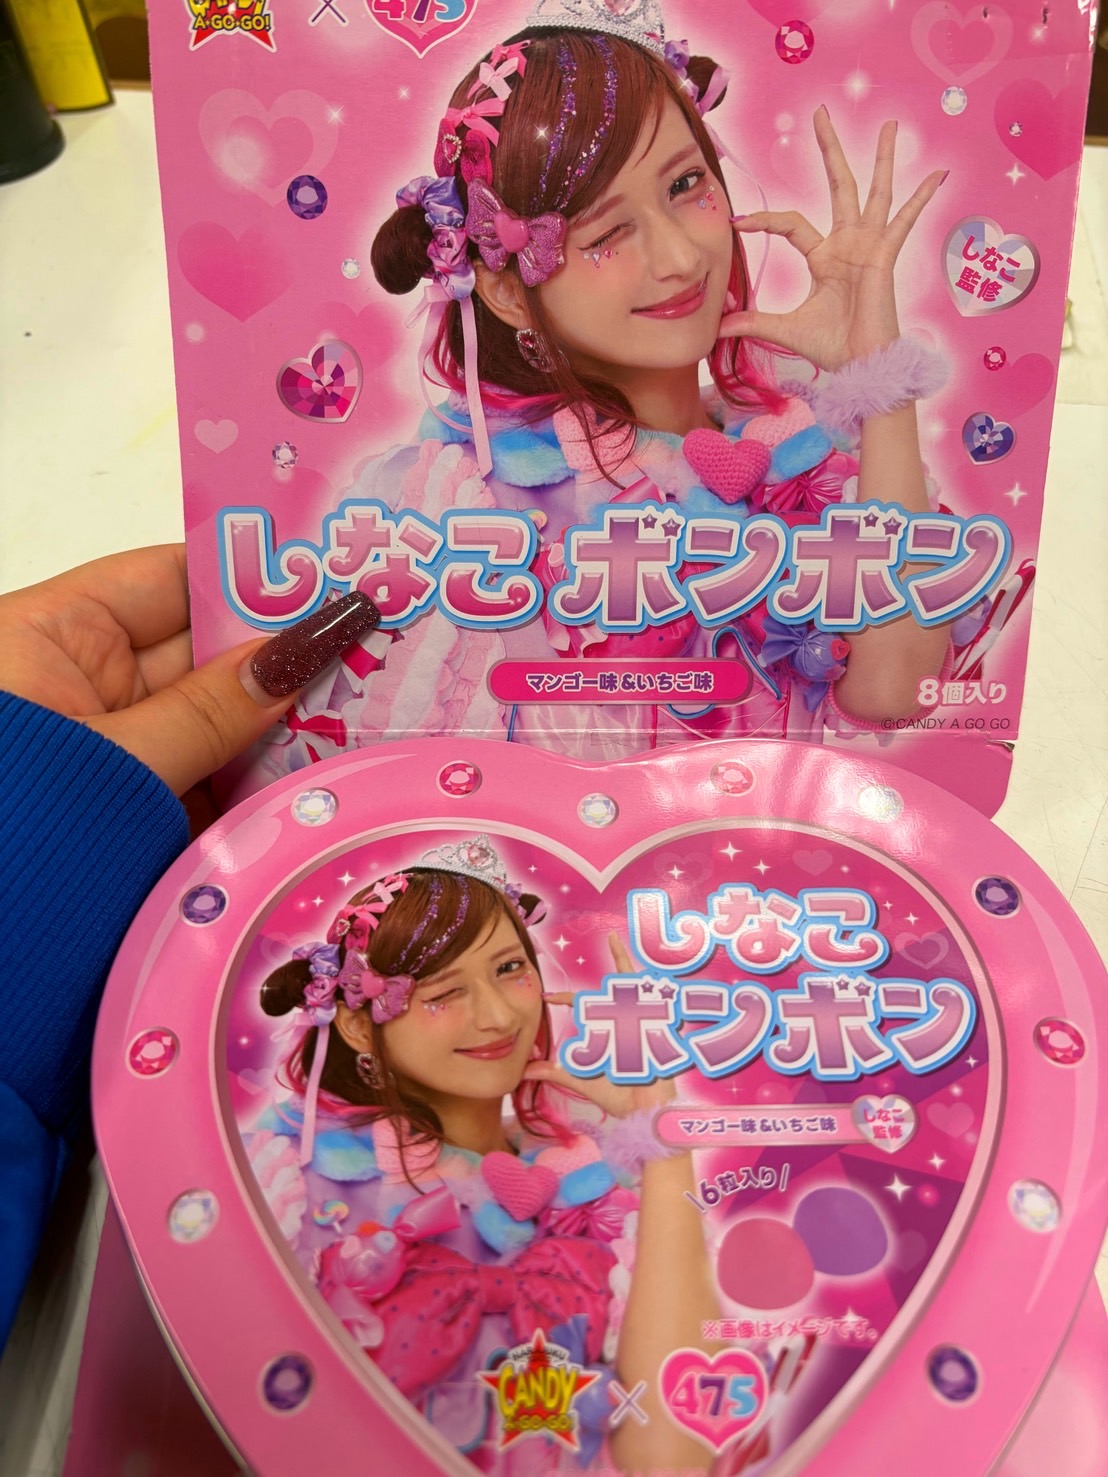 CANDY
A·GO·GO!
×
475
しなこ
監修
しなこ ボンボン
マンゴー味&いちご味
8個入り
©CANDY A GO GO
しなこ
ボンボン
マンゴー味&いちご味
しなこ
監修
\6粒入り/
※画像はイメージです。
HARAJUKU
CANDY
A·GO·GO!
×
475